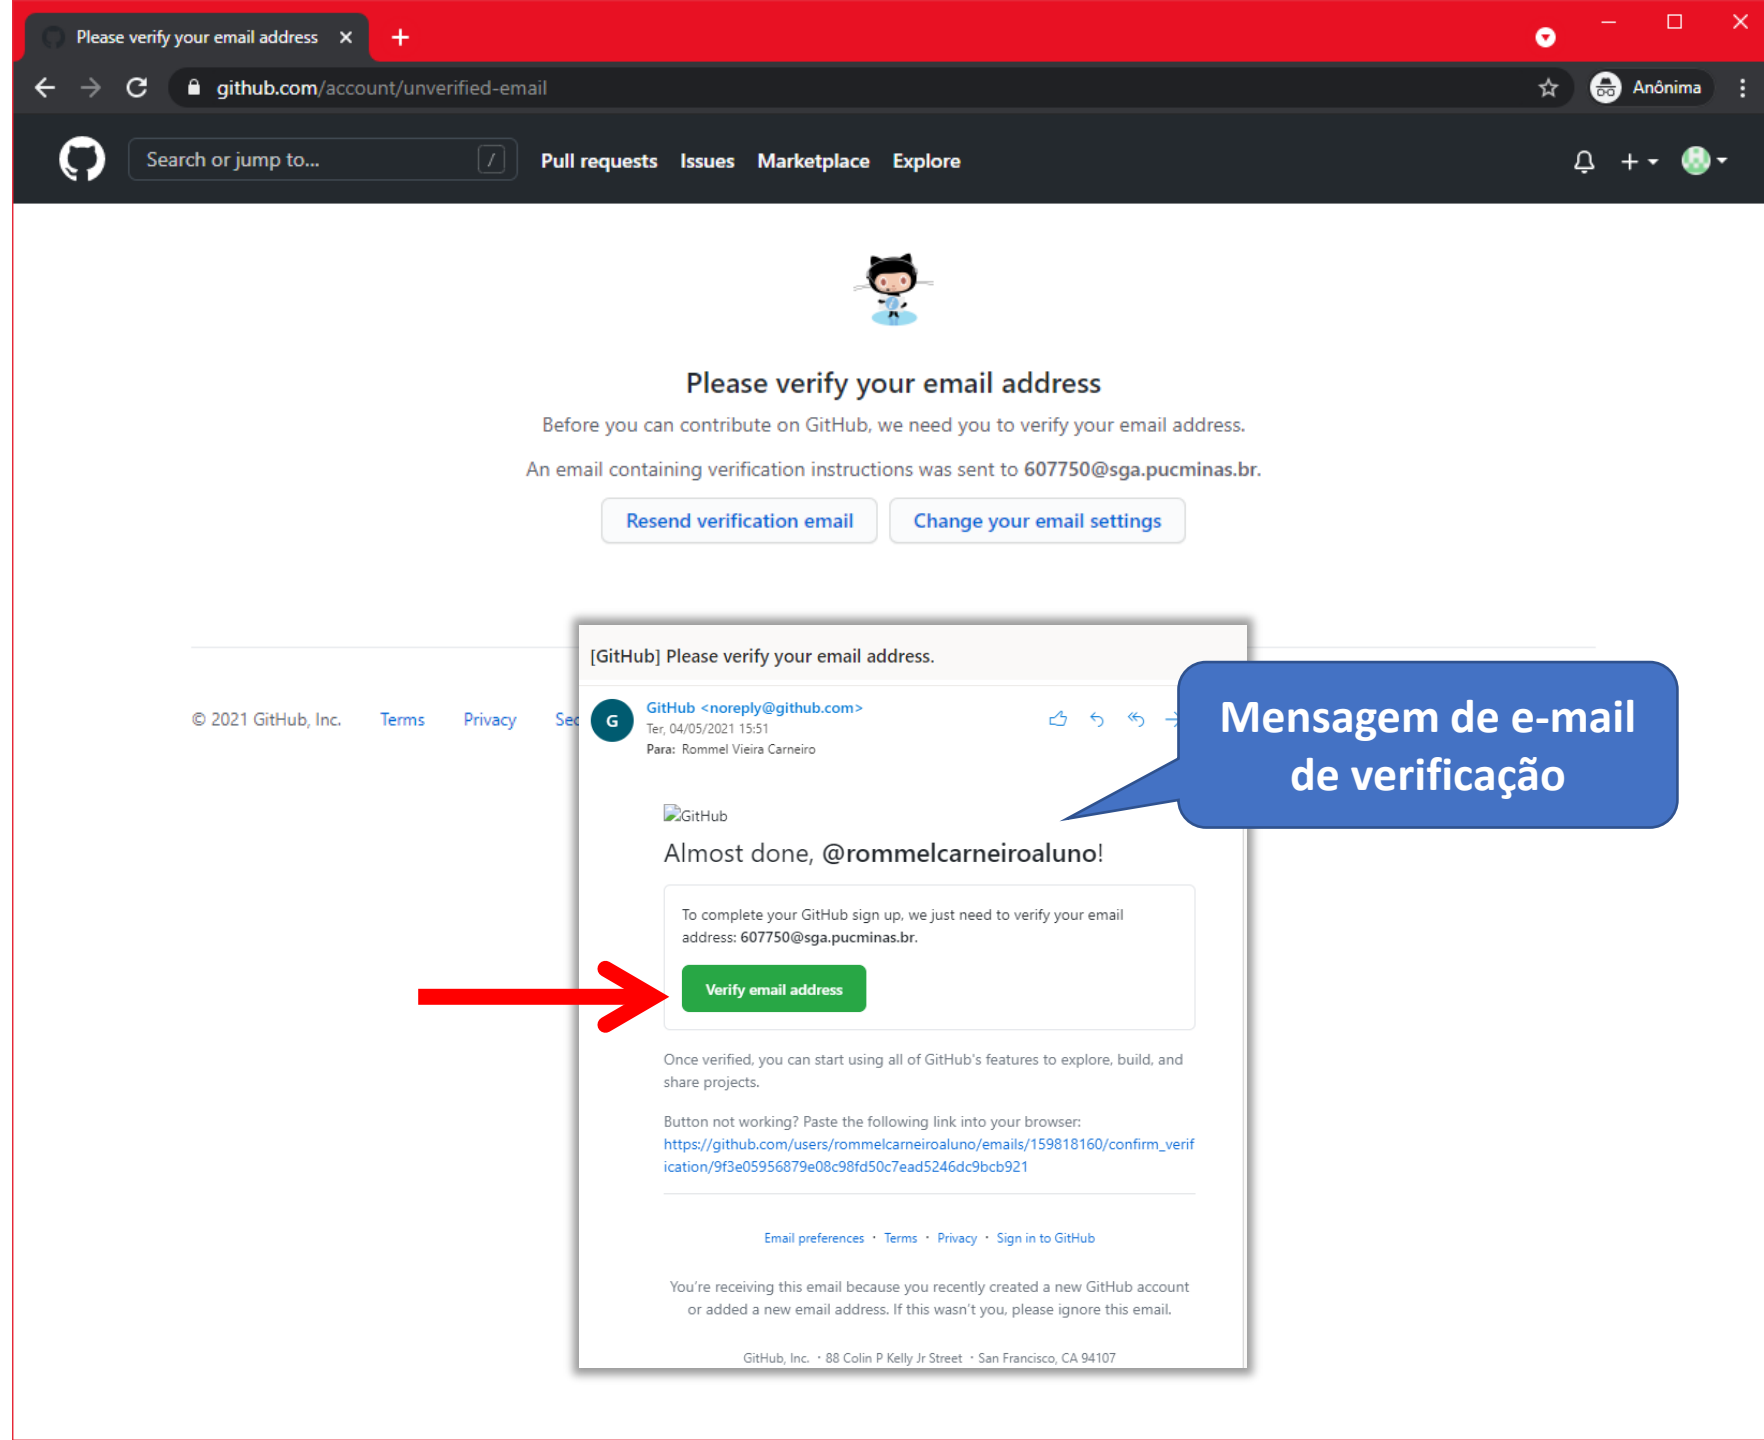 Please verify your email address
github.com/account/unverified-email
Anônima
Search or jump to...
/
Pull requests Issues Marketplace Explore
Please verify your email address
Before you can contribute on GitHub, we need you to verify your email address.
An email containing verification instructions was sent to 607750@sga.pucminas.br.
Resend verification email
Change your email settings
© 2021 GitHub, Inc. Terms Privacy Sec
[GitHub] Please verify your email address.
G
GitHub <noreply@github.com>
Ter, 04/05/2021 15:51
Para: Rommel Vieira Carneiro
Mensagem de e-mail
de verificação
GitHub
Almost done, @rommelcarneiroaluno!
To complete your GitHub sign up, we just need to verify your email
address: 607750@sga.pucminas.br.
Verify email address
Once verified, you can start using all of GitHub's features to explore, build, and
share projects.
Button not working? Paste the following link into your browser:
https://github.com/users/rommelcarneiroaluno/emails/159818160/confirm_verif
ication/9f3e05956879e08c98fd50c7ead5246dc9bcb921
Email preferences · Terms · Privacy · Sign in to GitHub
You're receiving this email because you recently created a new GitHub account
or added a new email address. If this wasn't you, please ignore this email.
GitHub, Inc. · 88 Colin P Kelly Jr Street · San Francisco, CA 94107